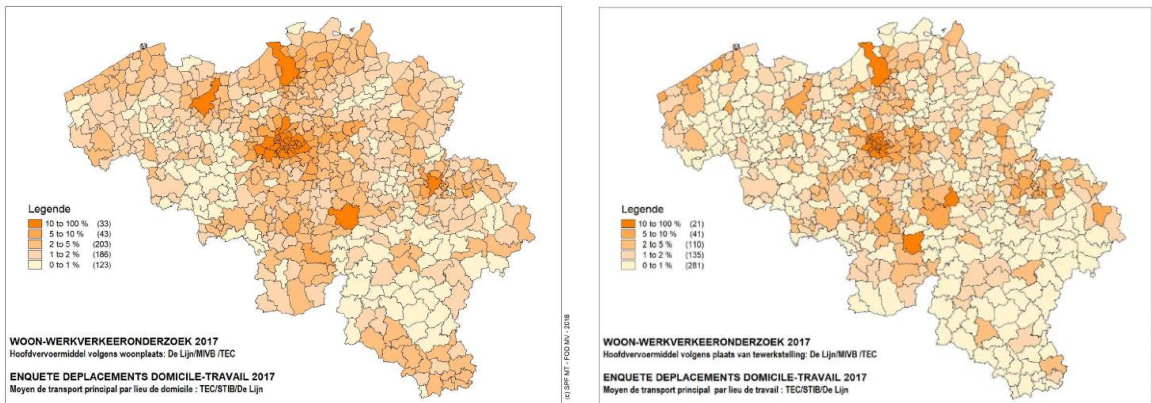 Legende
10 to 100 % (33)
5 to 10 % (43)
2 to 5 % (203)
1 to 2 % (186)
0 to 1 % (123)
WOON-WERKVERKEERONDERZOEK 2017
Hoofdvervoermiddel volgens woonplaats: De Lijn/MIVB /TEC
ENQUETE DEPLACEMENTS DOMICILE-TRAVAIL 2017
Moyen de transport principal par lieu de domicile : TEC/STIB/De Lijn
(c) SPF MT - FOD MV - 2018
Legende
10 to 100 % (21)
5 to 10 % (41)
2 to 5 % (110)
1 to 2 % (135)
0 to 1 % (281)
WOON-WERKVERKEERONDERZOEK 2017
Hoofdvervoermiddel volgens plaats van tewerkstelling: De Lijn/MIVB /TEC
ENQUETE DEPLACEMENTS DOMICILE-TRAVAIL 2017
Moyen de transport principal par lieu de travail : TEC/STIB/De Lijn